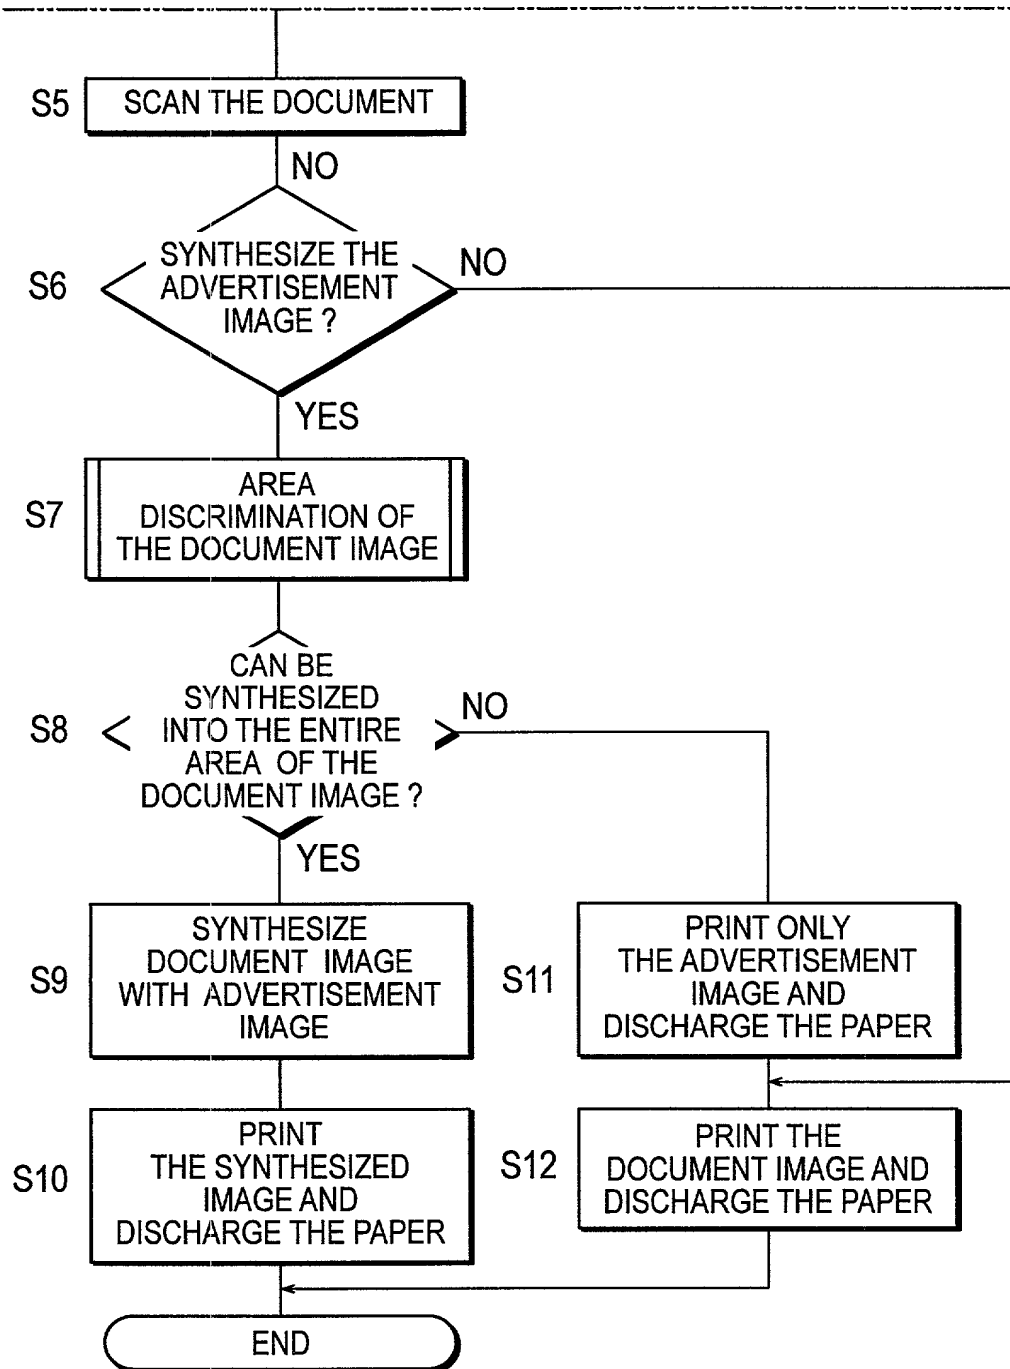 S5
SCAN THE DOCUMENT
NO
S6
SYNTHESIZE THE
ADVERTISEMENT
IMAGE ?
NO
YES
S7
AREA
DISCRIMINATION OF
THE DOCUMENT IMAGE
S8
CAN BE
SYNTHESIZED
INTO THE ENTIRE
AREA OF THE
DOCUMENT IMAGE ?
NO
YES
S9
SYNTHESIZE
DOCUMENT IMAGE
WITH ADVERTISEMENT
IMAGE
S11
PRINT ONLY
THE ADVERTISEMENT
IMAGE AND
DISCHARGE THE PAPER
S10
PRINT
THE SYNTHESIZED
IMAGE AND
DISCHARGE THE PAPER
S12
PRINT THE
DOCUMENT IMAGE AND
DISCHARGE THE PAPER
END